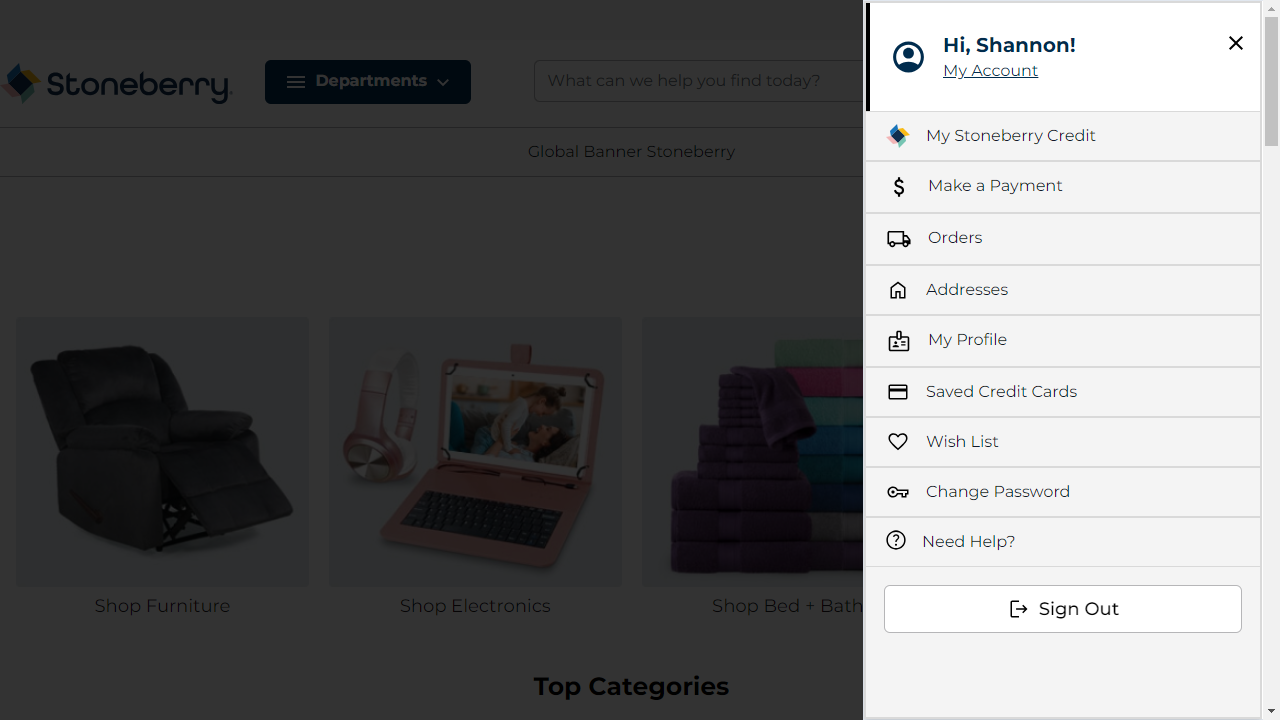 Stoneberry
Departments
What can we help you find today?
Global Banner Stoneberry
Shop Furniture
Shop Electronics
Shop Bed + Bath
Top Categories
Hi, Shannon!
My Account
My Stoneberry Credit
Make a Payment
Orders
Addresses
My Profile
Saved Credit Cards
Wish List
Change Password
Need Help?
Sign Out